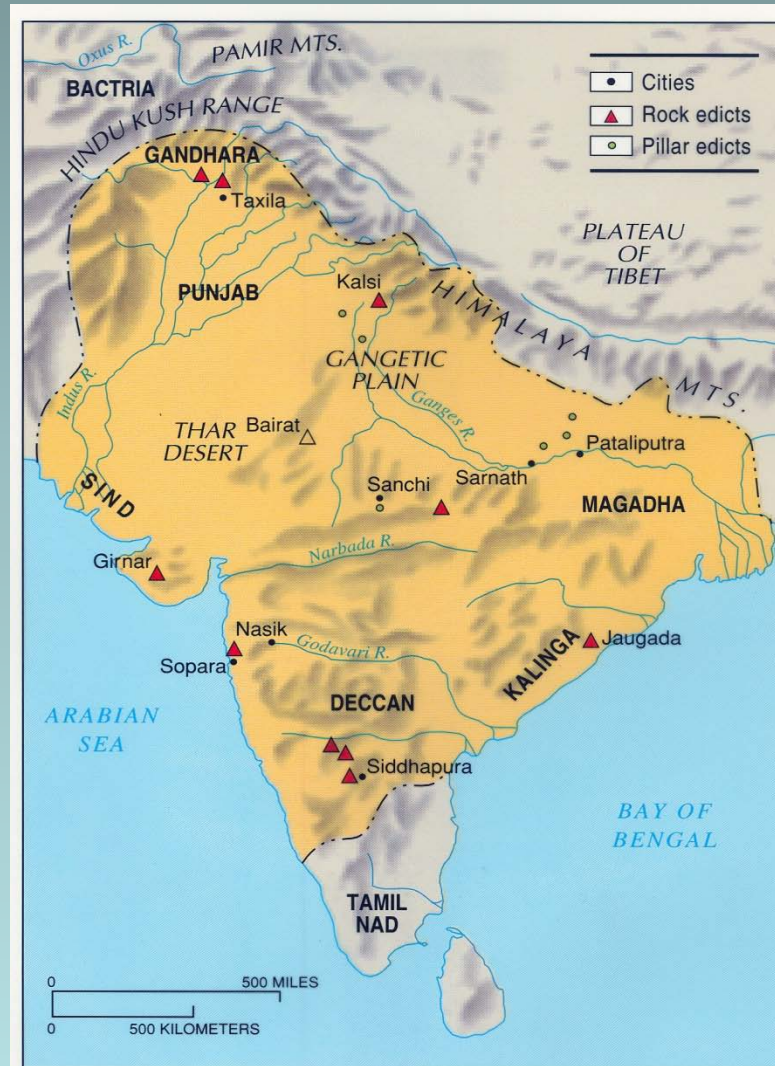 Oxus R.
PAMIR MTS.
BACTRIA
HINDU KUSH RANGE
GANDHARA
Taxila
Cities
Rock edicts
Pillar edicts
PLATEAU
OF
TIBET
PUNJAB
Kalsi
HIMALAYA
MTS.
GANGETIC
PLAIN
Indus R.
Ganges R.
THAR
DESERT
Bairat
Pataliputra
SIND
Sanchi
Sarnath
MAGADHA
Narbada R.
Girnar
Nasik
Godavari R.
Sopara
KALINGA
Jaugada
DECCAN
ARABIAN
SEA
Siddhapura
BAY OF
BENGAL
TAMIL
NAD
0 500 MILES
0 500 KILOMETERS